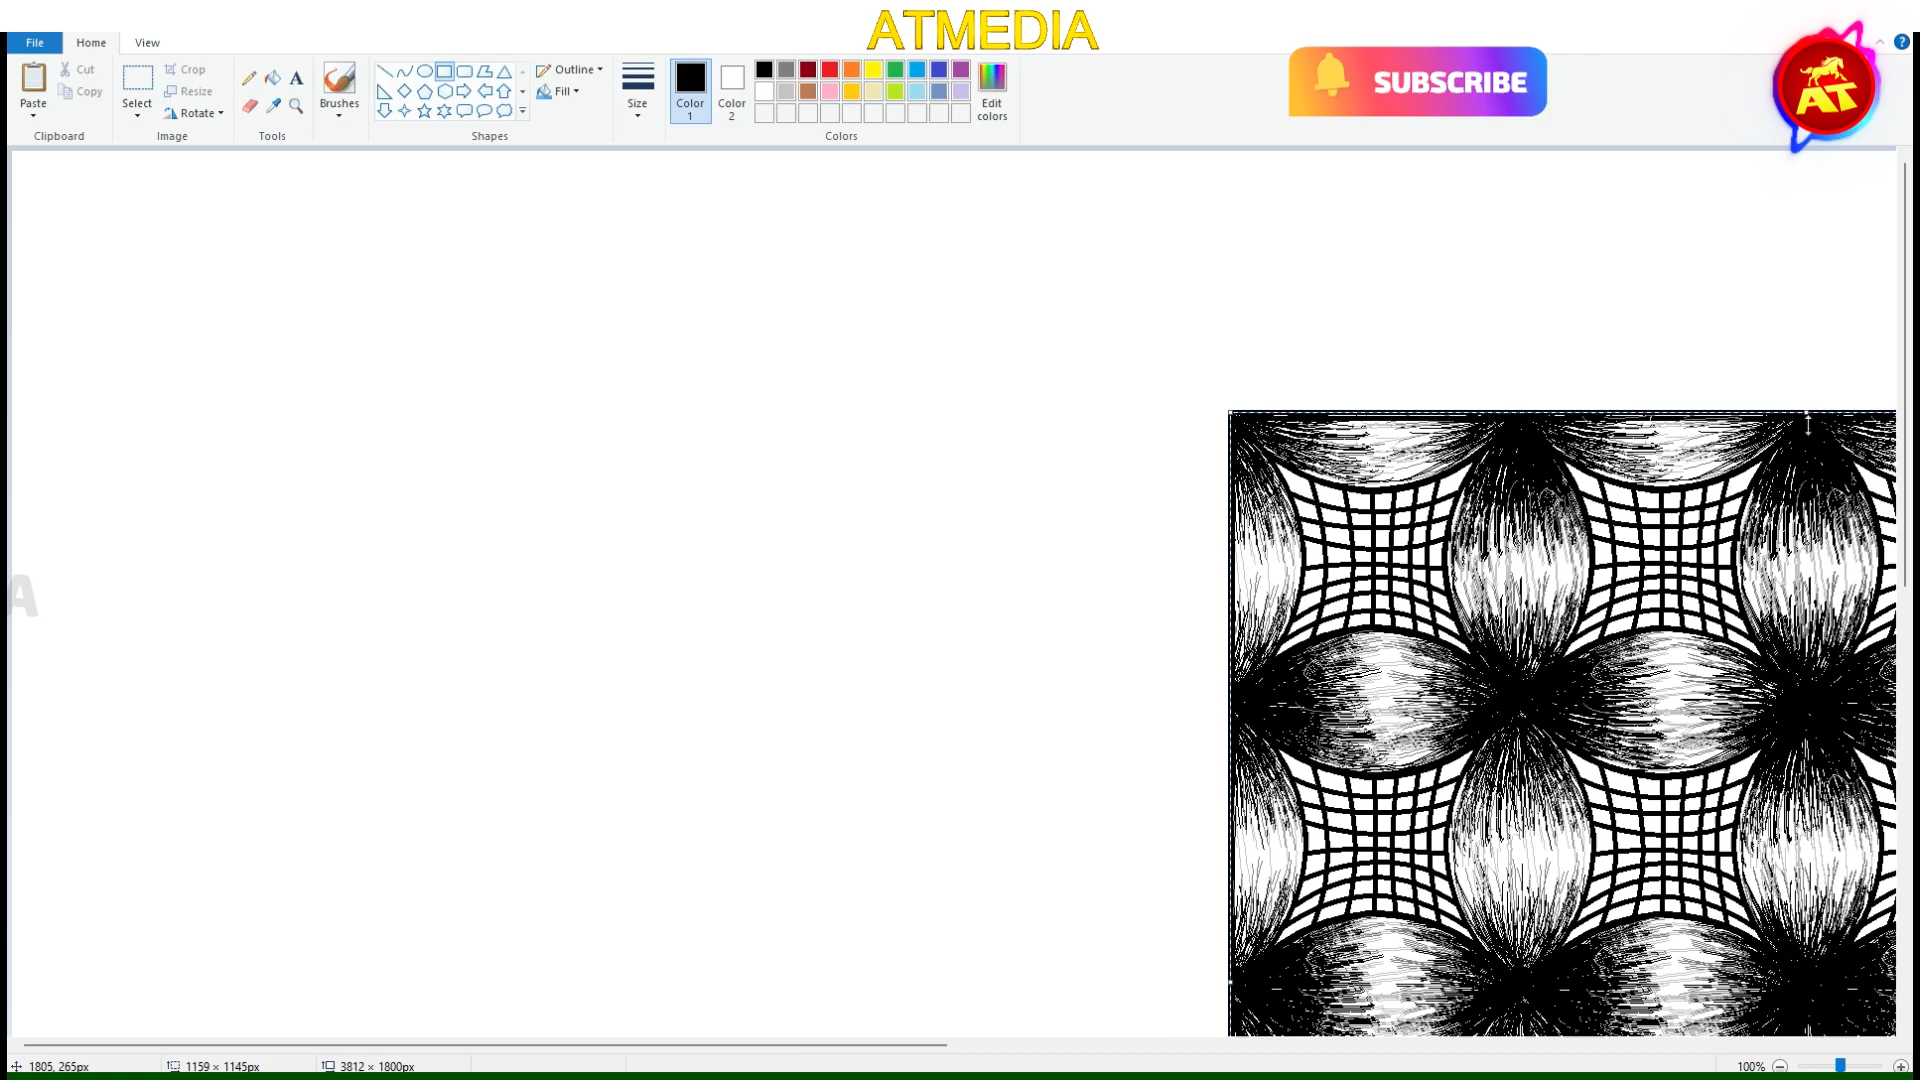 ATMEDIA
File Home View
SUBSCRIBE
AT
Paste
Cut
Copy
Clipboard
Select
Crop
Resize
Rotate
Image
A
Tools
Brushes
Shapes
Outline
Fill
Size
Color
1
Color
2
Edit
colors
Colors
?
A
1805, 265px
1159 × 1145px
3812 × 1800px
100%